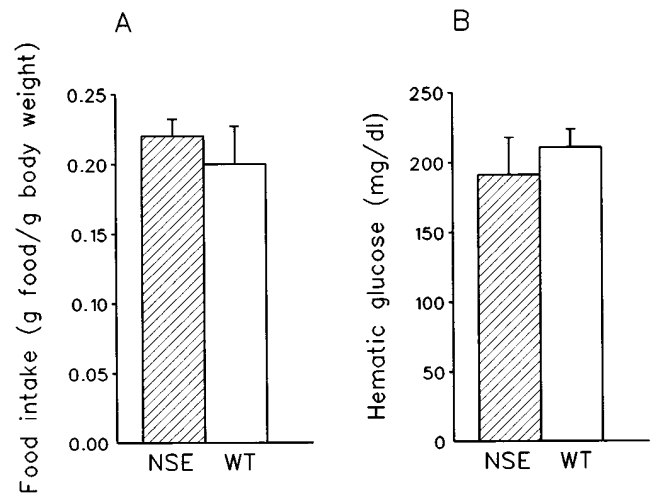 A
Food intake (g food/g body weight)
0.25
0.20
0.15
0.10
0.05
0.00
NSE WT
B
Hematic glucose (mg/dl)
250
200
150
100
50
0
NSE WT